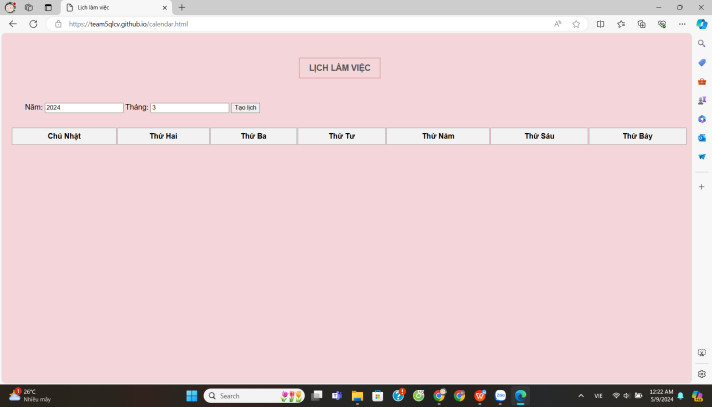 Lịch làm việc
https://team5qlcv.github.io/calendar.html
LỊCH LÀM VIỆC
Năm: 2024 Tháng: 3 Tạo lịch
Chủ Nhật Thứ Hai Thứ Ba Thứ Tư Thứ Năm Thứ Sáu Thứ Bảy
26°C
Nhiều mây
Search
VIE
12:22 AM
5/9/2024